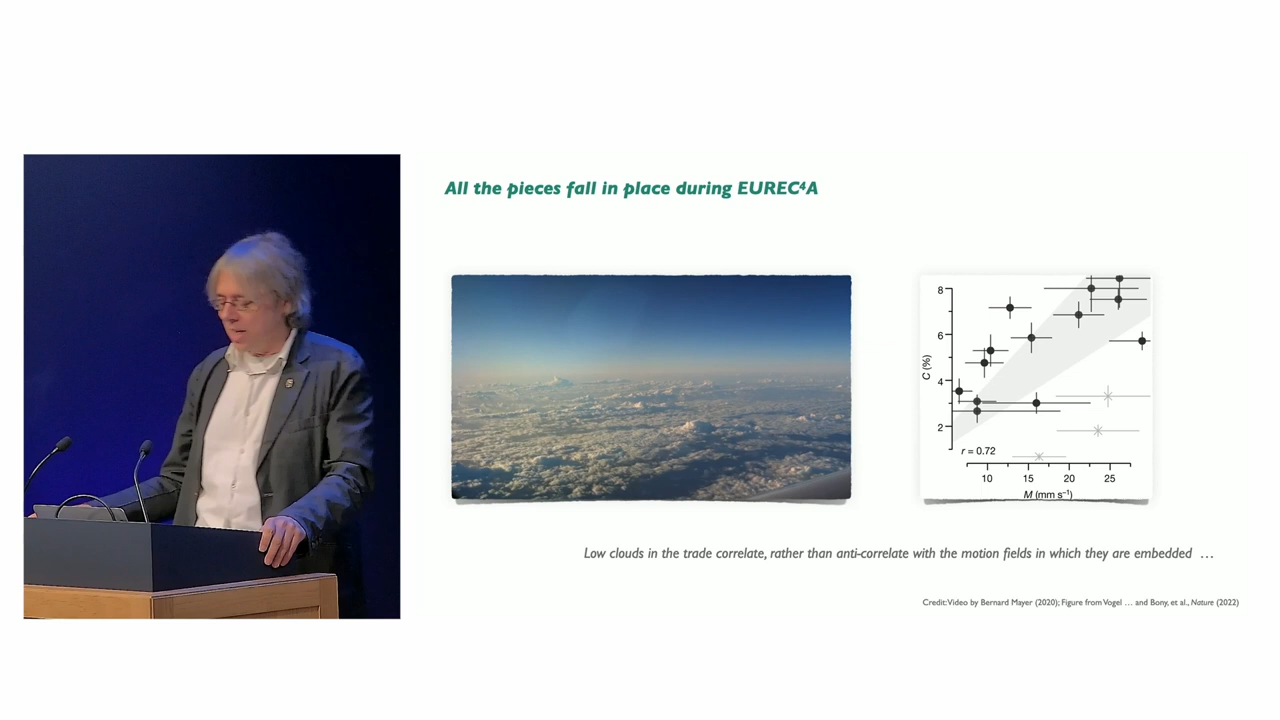 All the pieces fall in place during EUREC⁴A
8
6
4
2
C (%)
r = 0.72
10 15 20 25
M (mm s⁻¹)
Low clouds in the trade correlate, rather than anti-correlate with the motion fields in which they are embedded …
Credit: Video by Bernard Mayer (2020); Figure from Vogel … and Bony, et al., Nature (2022)